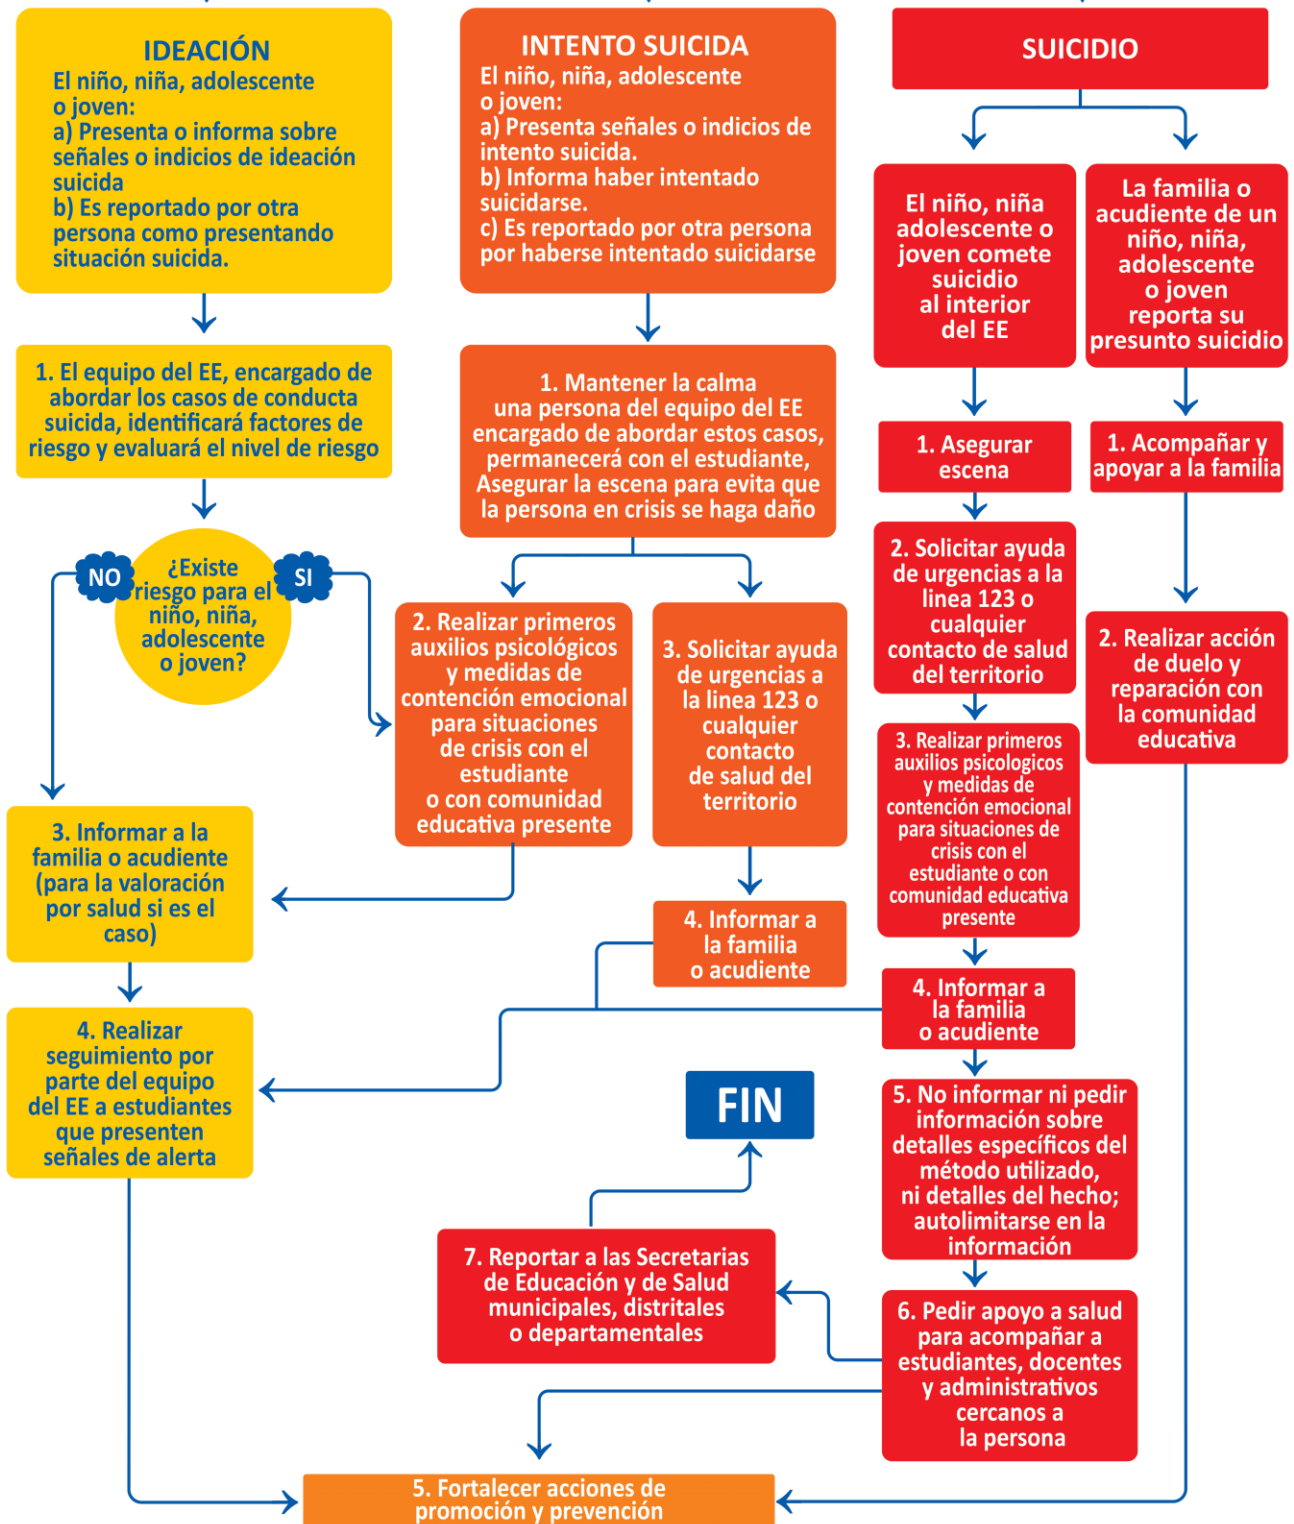 IDEACIÓN
El niño, niña, adolescente
o joven:
a) Presenta o informa sobre
señales o indicios de ideación
suicida
b) Es reportado por otra
persona como presentando
situación suicida.
1. El equipo del EE, encargado de
abordar los casos de conducta
suicida, identificará factores de
riesgo y evaluará el nivel de riesgo
NO
¿Existe
riesgo para el
niño, niña,
adolescente
o joven?
SI
3. Informar a la
familia o acudiente
(para la valoración
por salud si es el
caso)
4. Realizar
seguimiento por
parte del equipo
del EE a estudiantes
que presenten
señales de alerta
INTENTO SUICIDA
El niño, niña, adolescente
o joven:
a) Presenta señales o indicios de
intento suicida.
b) Informa haber intentado
suicidarse.
c) Es reportado por otra persona
por haberse intentado suicidarse
1. Mantener la calma
una persona del equipo del EE
encargado de abordar estos casos,
permanecerá con el estudiante,
Asegurar la escena para evita que
la persona en crisis se haga daño
2. Realizar primeros
auxilios psicológicos
y medidas de
contención emocional
para situaciones
de crisis con el
estudiante
o con comunidad
educativa presente
3. Solicitar ayuda
de urgencias a
la linea 123 o
cualquier
contacto
de salud del
territorio
4. Informar a
la familia
o acudiente
SUICIDIO
El niño, niña
adolescente o
joven comete
suicidio
al interior
del EE
1. Asegurar
escena
2. Solicitar ayuda
de urgencias a la
linea 123 o
cualquier
contacto de salud
del territorio
3. Realizar primeros
auxilios psicologicos
y medidas de
contención emocional
para situaciones de
crisis con el
estudiante o con
comunidad educativa
presente
4. Informar a
la familia
o acudiente
5. No informar ni pedir
información sobre
detalles específicos del
método utilizado,
ni detalles del hecho;
autolimitarse en la
información
6. Pedir apoyo a salud
para acompañar a
estudiantes, docentes
y administrativos
cercanos a
la persona
La familia o
acudiente de un
niño, niña,
adolescente
o joven
reporta su
presunto suicidio
1. Acompañar y
apoyar a la familia
2. Realizar acción
de duelo y
reparación con
la comunidad
educativa
7. Reportar a las Secretarias
de Educación y de Salud
municipales, distritales
o departamentales
FIN
5. Fortalecer acciones de
promoción y prevención